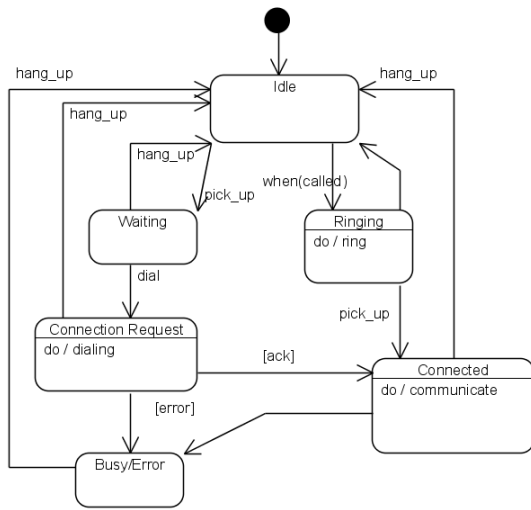 hang_up
Idle
hang_up
hang_up
hang_up
when(called)
pick_up
Waiting
Ringing
do / ring
dial
pick_up
Connection Request
do / dialing
[ack]
Connected
do / communicate
[error]
Busy/Error